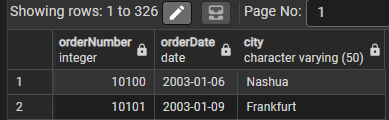 Showing rows: 1 to 326 Page No: 1
orderNumber orderDate city
integer date character varying (50)
1 10100 2003-01-06 Nashua
2 10101 2003-01-09 Frankfurt